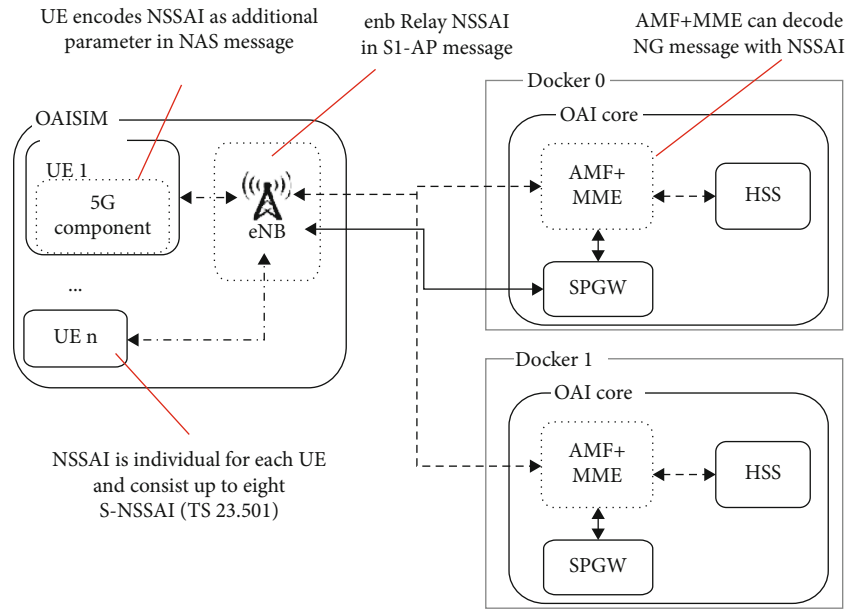 UE encodes NSSAI as additional
parameter in NAS message
enb Relay NSSAI
in S1-AP message
AMF+MME can decode
NG message with NSSAI
OAISIM
UE 1
5G
component
...
UE n
eNB
Docker 0
OAI core
AMF+
MME
HSS
SPGW
Docker 1
OAI core
AMF+
MME
HSS
SPGW
NSSAI is individual for each UE
and consist up to eight
S-NSSAI (TS 23.501)